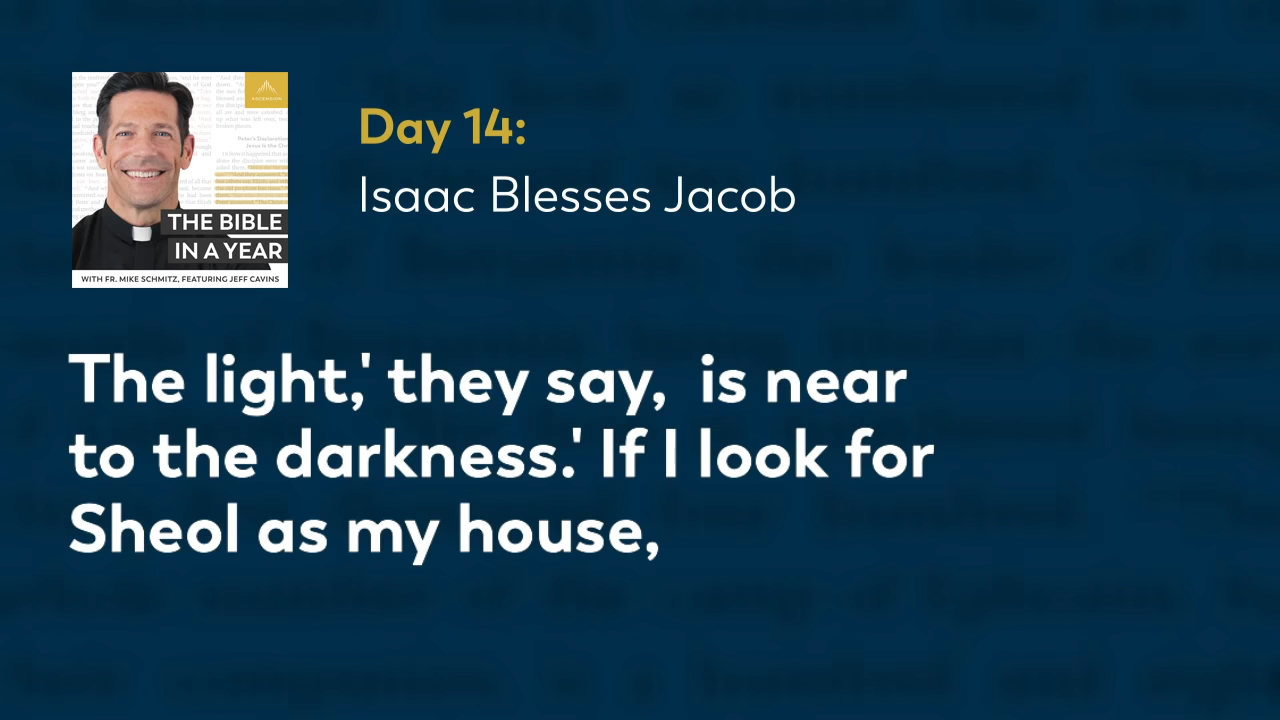 THE BIBLE
IN A YEAR
WITH FR. MIKE SCHMITZ, FEATURING JEFF CAVINS
Day 14:
Isaac Blesses Jacob
The light,' they say,  is near
to the darkness.' If I look for
Sheol as my house,